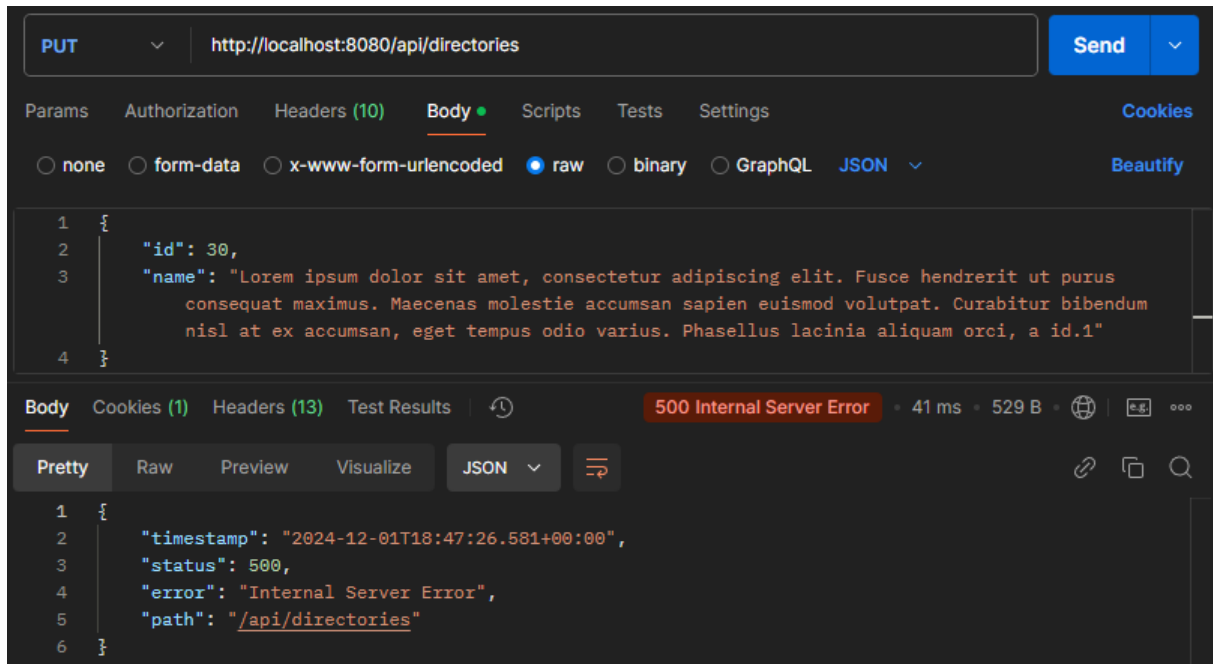 PUT http://localhost:8080/api/directories Send
Params Authorization Headers (10) Body Scripts Tests Settings Cookies
none form-data x-www-form-urlencoded raw binary GraphQL JSON Beautify
1 {
2 "id": 30,
3 "name": "Lorem ipsum dolor sit amet, consectetur adipiscing elit. Fusce hendrerit ut purus
consequat maximus. Maecenas molestie accumsan sapien euismod volutpat. Curabitur bibendum
nisl at ex accumsan, eget tempus odio varius. Phasellus lacinia aliquam orci, a id.1"
4 }
Body Cookies (1) Headers (13) Test Results 500 Internal Server Error • 41 ms • 529 B • e.g.
Pretty Raw Preview Visualize JSON
1 {
2 "timestamp": "2024-12-01T18:47:26.581+00:00",
3 "status": 500,
4 "error": "Internal Server Error",
5 "path": "/api/directories"
6 }